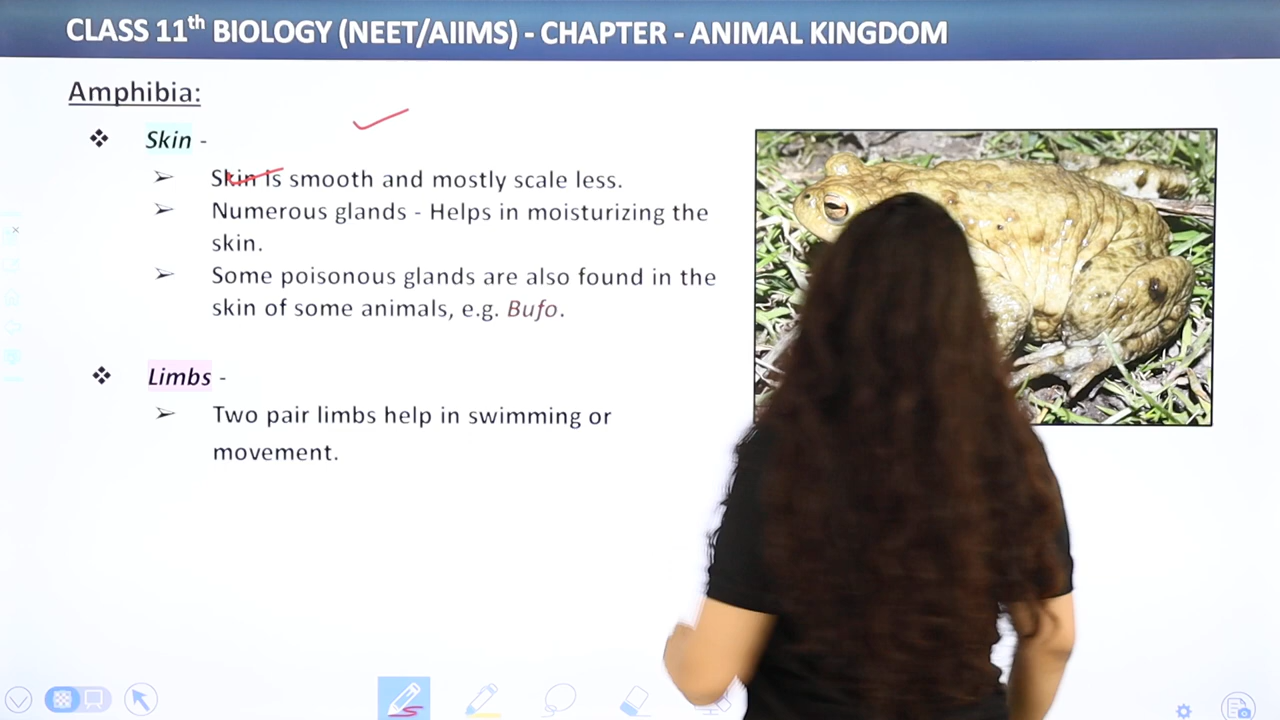 CLASS 11th BIOLOGY (NEET/AIIMS) - CHAPTER - ANIMAL KINGDOM
Amphibia:
❖ Skin -
➢ Skin is smooth and mostly scale less.
➢ Numerous glands - Helps in moisturizing the
skin.
➢ Some poisonous glands are also found in the
skin of some animals, e.g. Bufo.
❖ Limbs -
➢ Two pair limbs help in swimming or
movement.